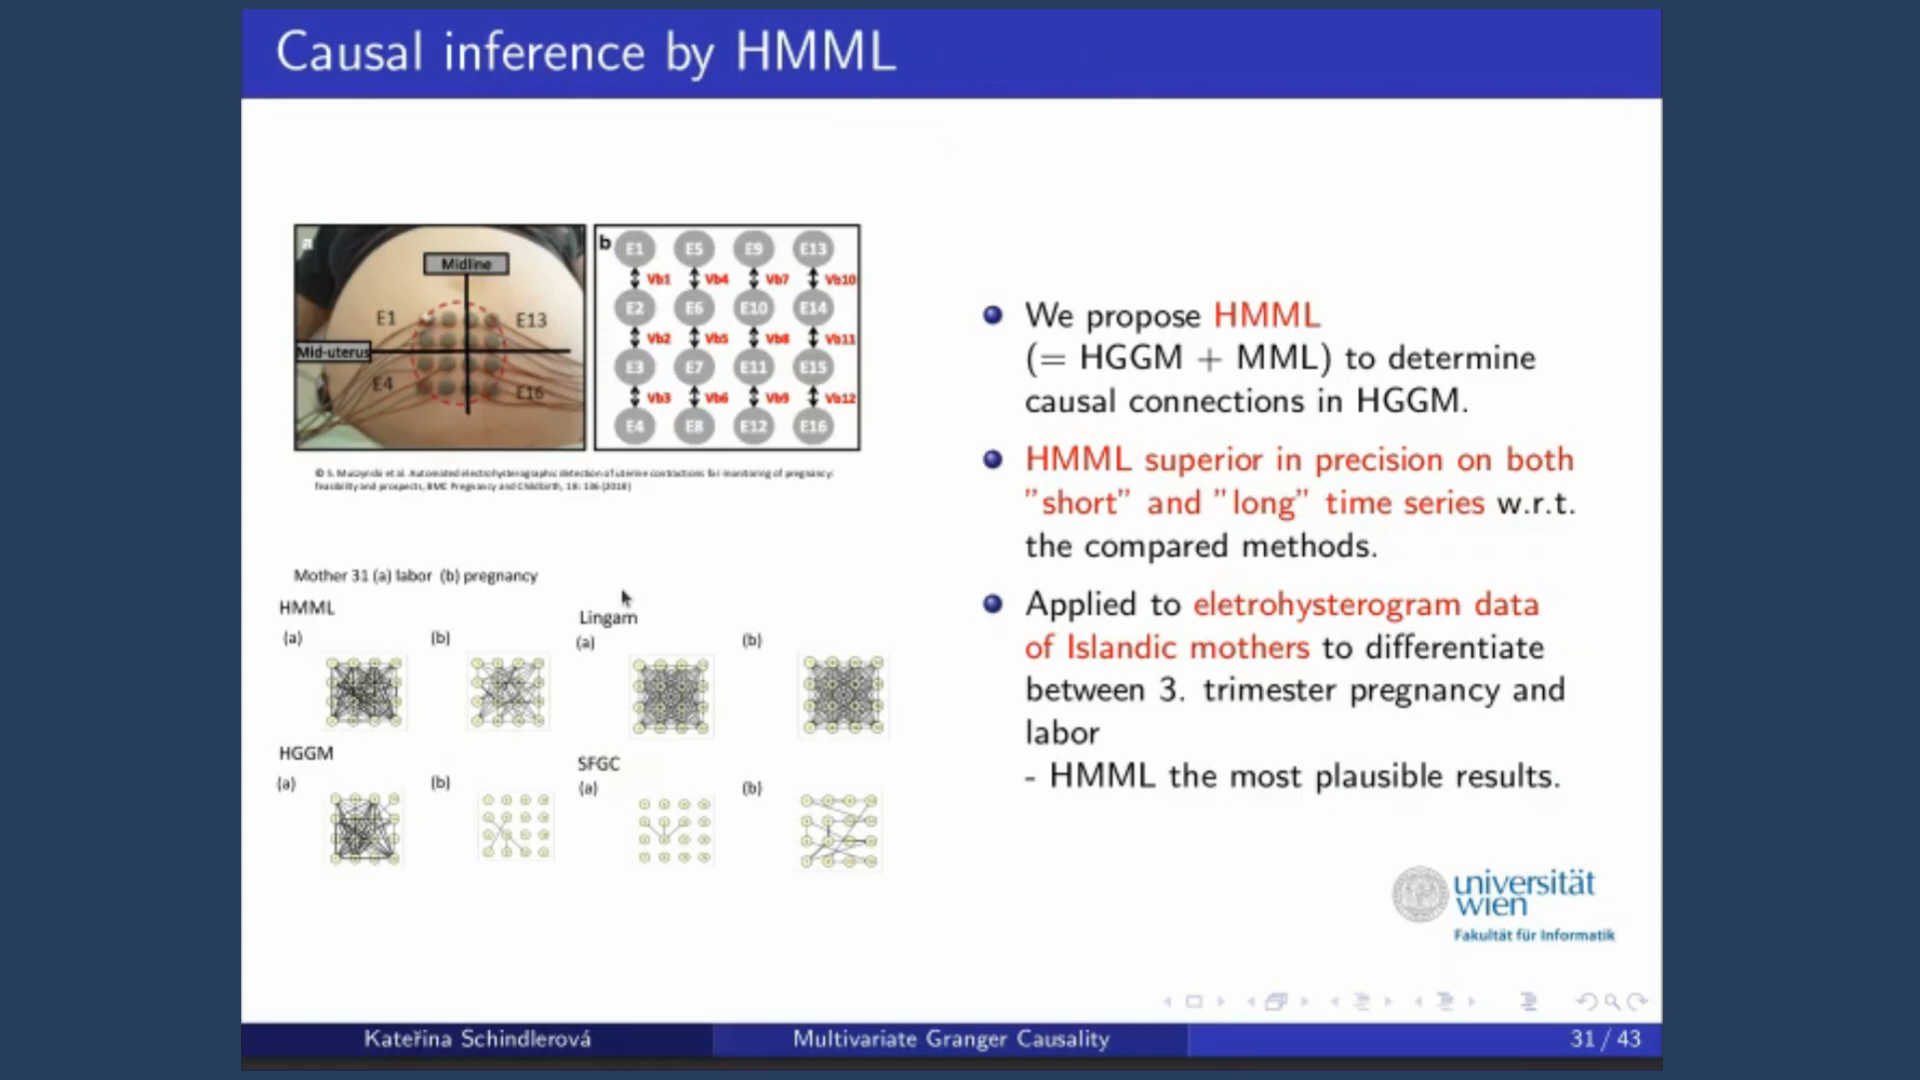 Causal inference by HMML
a
Midline
E1
E13
Mid-uterus
E4
E16
b
E1 E5 E9 E13
Vb1 Vb4 Vb7 Vb10
E2 E6 E10 E14
Vb2 Vb5 Vb8 Vb11
E3 E7 E11 E15
Vb3 Vb6 Vb9 Vb12
E4 E8 E12 E16
© S. Muszynski et al. Automated electrohysterographic detection of uterine contractions for monitoring of pregnancy:
feasibility and prospects, BMC Pregnancy and Childbirth, 18: 136 (2018)
Mother 31 (a) labor (b) pregnancy
HMML
(a) (b)
Lingam
(a) (b)
HGGM
(a) (b)
SFGC
(a) (b)
We propose HMML
(= HGGM + MML) to determine
causal connections in HGGM.
HMML superior in precision on both
"short" and "long" time series w.r.t.
the compared methods.
Applied to eletrohysterogram data
of Islandic mothers to differentiate
between 3. trimester pregnancy and
labor
- HMML the most plausible results.
universität
wien
Fakultät für Informatik
Kateřina Schindlerová
Multivariate Granger Causality
31 / 43